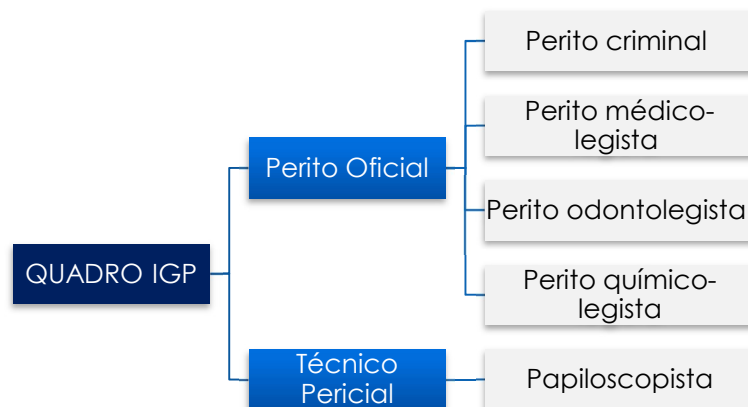 QUADRO IGP
Perito Oficial
Perito criminal
Perito médico-
legista
Perito odontolegista
Perito químico-
legista
Técnico
Pericial
Papiloscopista